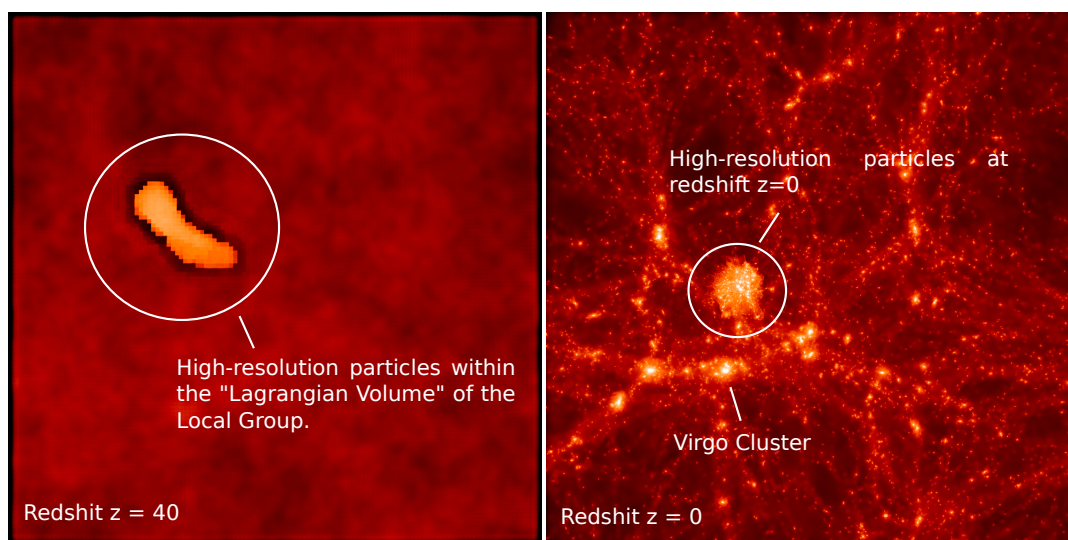 High-resolution particles within
the "Lagrangian Volume" of the
Local Group.
Redshit z = 40
High-resolution particles at
redshift z=0
Virgo Cluster
Redshit z = 0